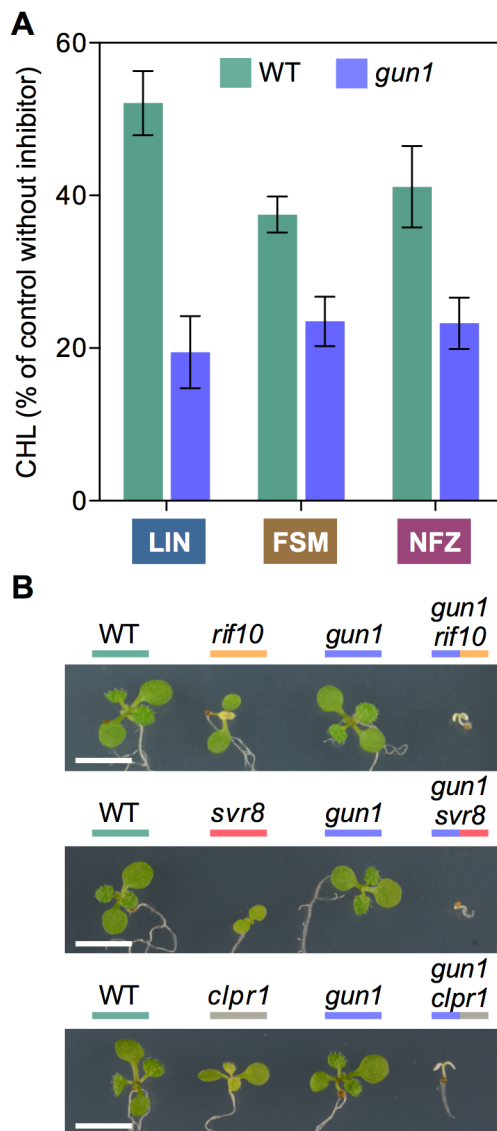 A
CHL (% of control without inhibitor)
60
40
20
0
WT gun1
LIN FSM NFZ
B
WT rif10 gun1 gun1
rif10
WT svr8 gun1 gun1
svr8
WT clpr1 gun1 gun1
clpr1